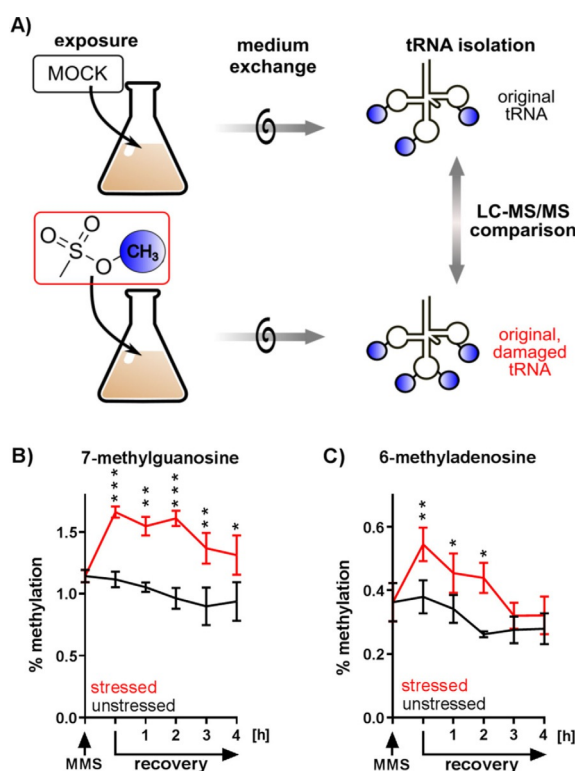 A)
exposure
MOCK
medium
exchange
tRNA isolation
original
tRNA
LC-MS/MS
comparison
O
O
S
O
CH₃
original,
damaged
tRNA
B)
7-methylguanosine
% methylation
1.5
1.0
0.5
0.0
***
**
***
**
*
stressed
unstressed
1 2 3 4 [h]
MMS
recovery
C)
6-methyladenosine
% methylation
0.6
0.4
0.2
0.0
**
*
*
stressed
unstressed
1 2 3 4 [h]
MMS
recovery